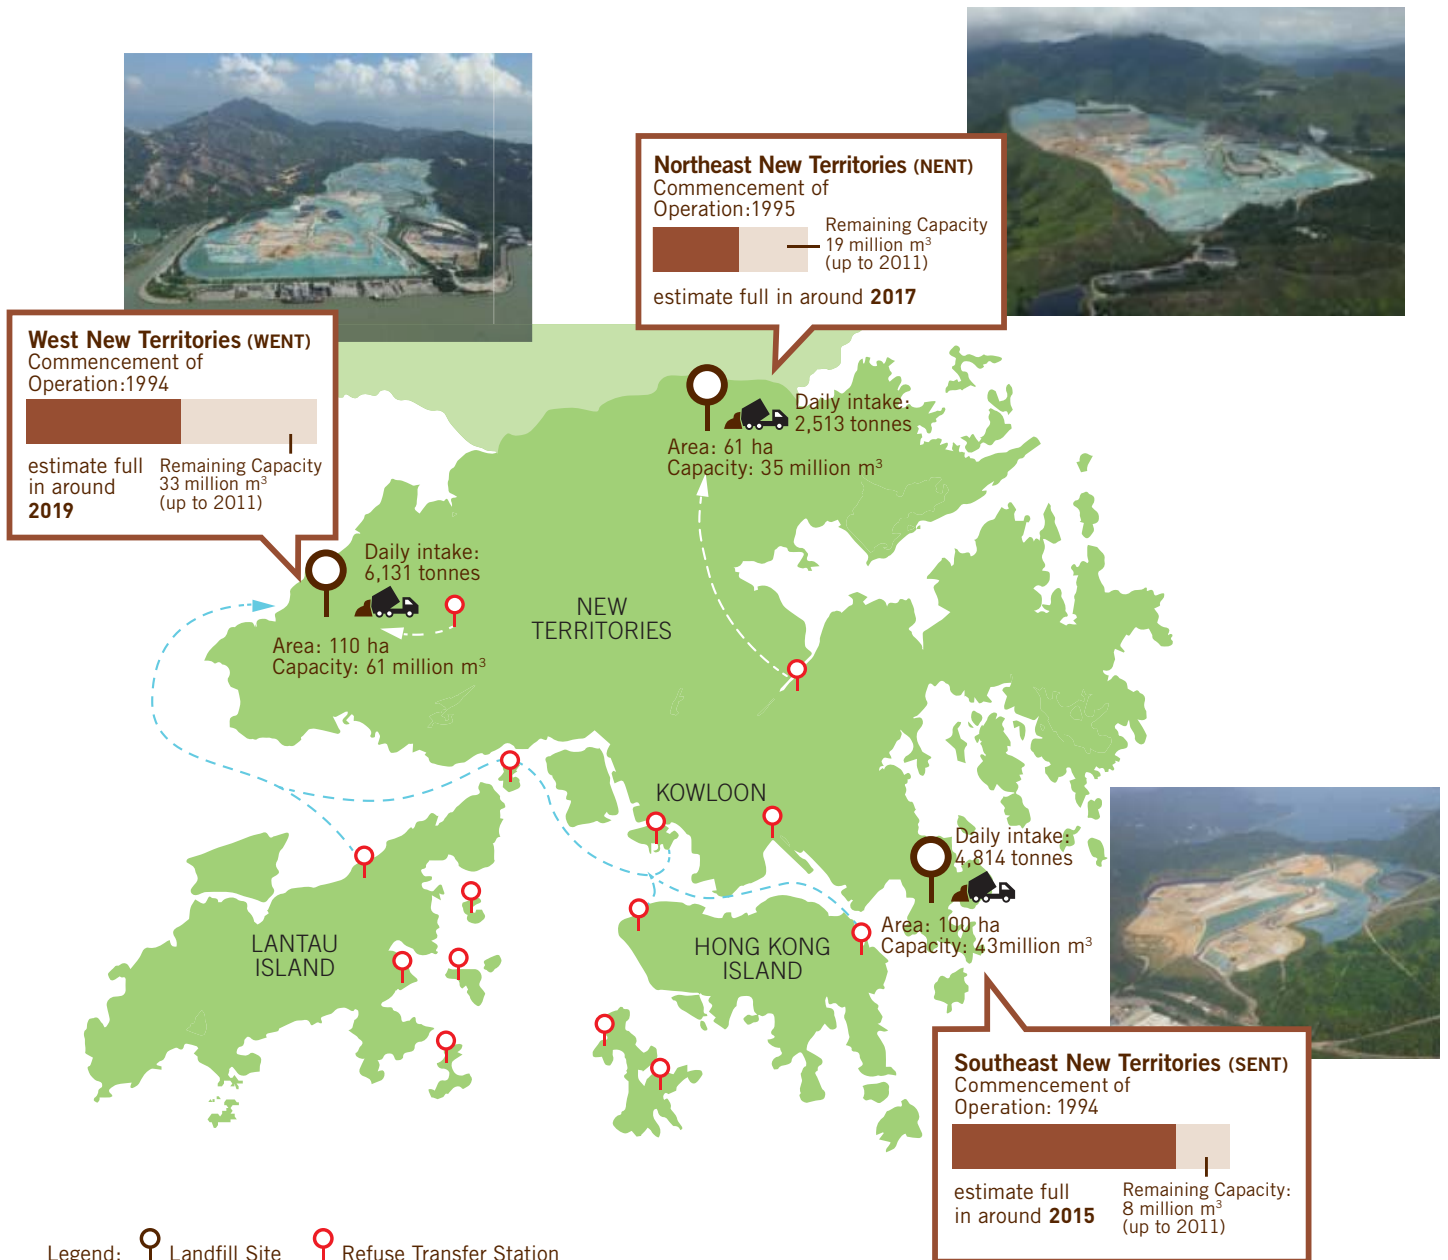 Northeast New Territories (NENT)
Commencement of
Operation:1995
Remaining Capacity
19 million m³
(up to 2011)
estimate full in around 2017
West New Territories (WENT)
Commencement of
Operation:1994
estimate full
in around
2019
Remaining Capacity
33 million m³
(up to 2011)
Daily intake:
2,513 tonnes
Area: 61 ha
Capacity: 35 million m³
Daily intake:
6,131 tonnes
Area: 110 ha
Capacity: 61 million m³
NEW
TERRITORIES
KOWLOON
Daily intake:
4,814 tonnes
Area: 100 ha
Capacity: 43million m³
LANTAU
ISLAND
HONG KONG
ISLAND
Southeast New Territories (SENT)
Commencement of
Operation: 1994
estimate full
in around 2015
Remaining Capacity:
8 million m³
(up to 2011)
Legend:
Landfill Site
Refuse Transfer Station